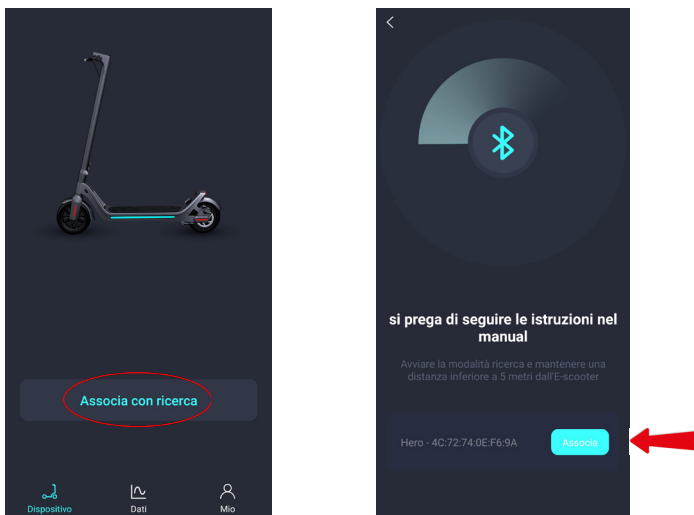 Associa con ricerca
Dispositivo
Dati
Mio
si prega di seguire le istruzioni nel
manual
Avviare la modalità ricerca e mantenere una
distanza inferiore a 5 metri dall'E-scooter
Hero - 4C:72:74:0E:F6:9A
Associa